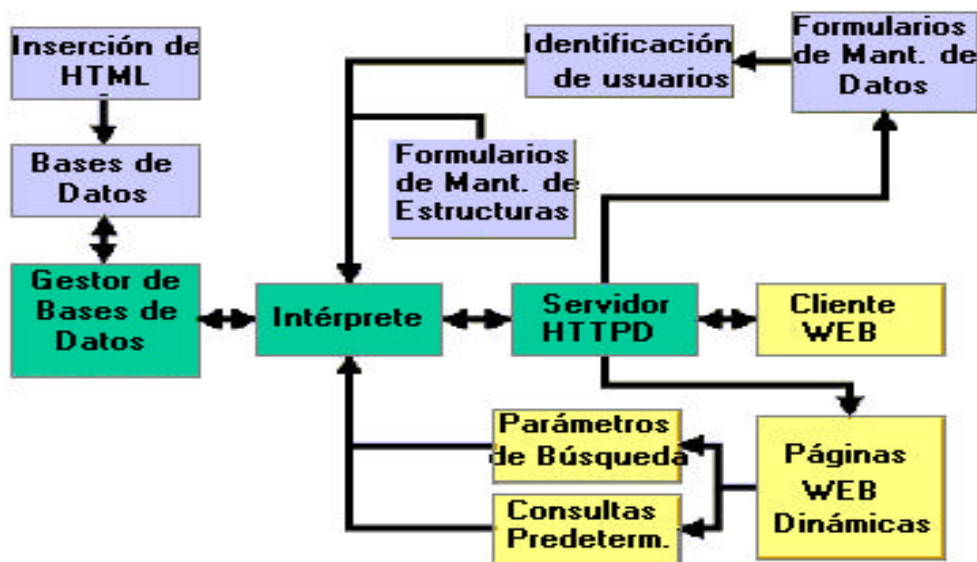 Inserción de
HTML
Identificación
de usuarios
Formularios
de Mant. de
Datos
Bases de
Datos
Formularios
de Mant. de
Estructuras
Gestor de
Bases de
Datos
Intérprete
Servidor
HTTPD
Cliente
WEB
Parámetros
de Búsqueda
Páginas
WEB
Dinámicas
Consultas
Predeterm.